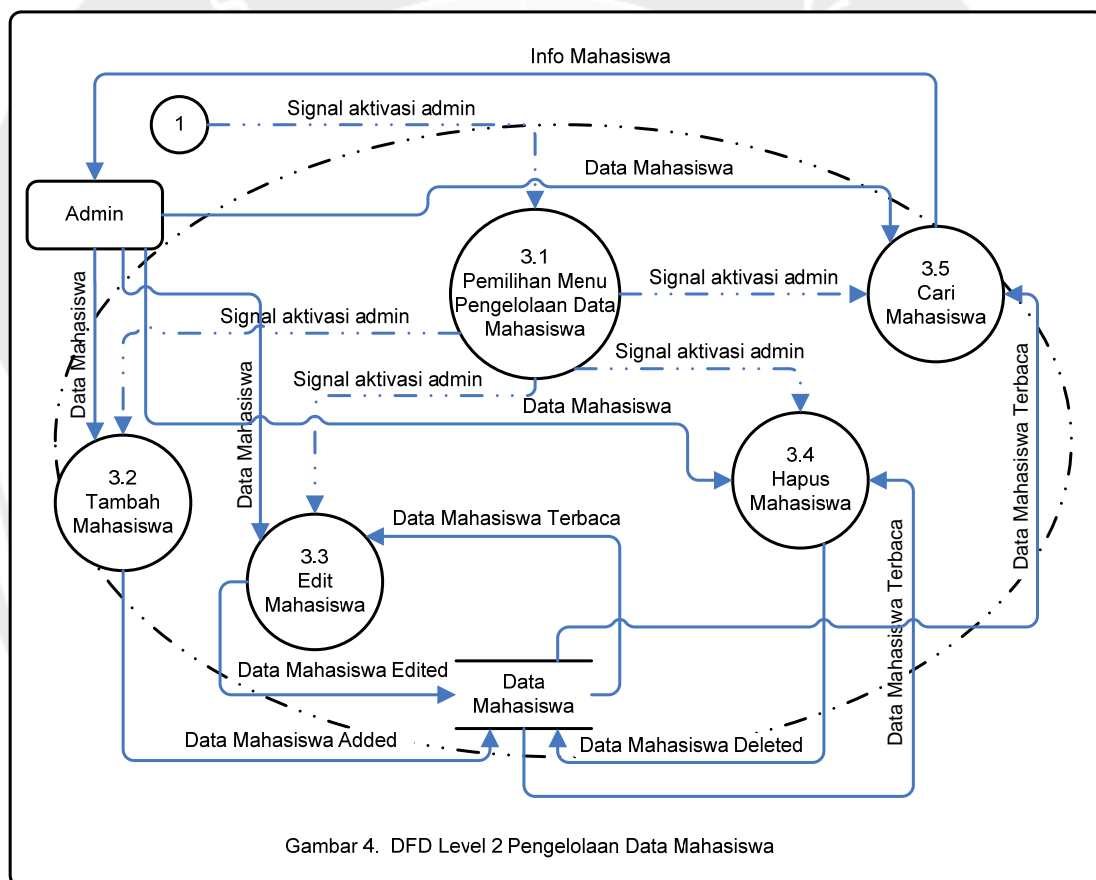 Info Mahasiswa
1
Signal aktivasi admin
Data Mahasiswa
Admin
3.1
Pemilihan Menu
Pengelolaan Data
Mahasiswa
Signal aktivasi admin
3.5
Cari
Mahasiswa
Data Mahasiswa
Signal aktivasi admin
Signal aktivasi admin
Signal aktivasi admin
Data Mahasiswa
Data Mahasiswa
Data Mahasiswa Terbaca
3.2
Tambah
Mahasiswa
3.4
Hapus
Mahasiswa
Data Mahasiswa Terbaca
3.3
Edit
Mahasiswa
Data Mahasiswa Terbaca
Data Mahasiswa Edited
Data
Mahasiswa
Data Mahasiswa Added
Data Mahasiswa Deleted
Gambar 4. DFD Level 2 Pengelolaan Data Mahasiswa